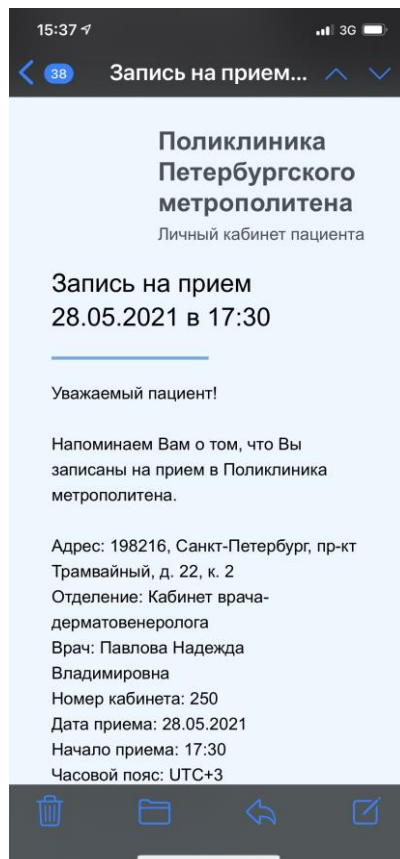 15:37
3G
38
Запись на прием...
Поликлиника
Петербургского
метрополитена
Личный кабинет пациента
Запись на прием
28.05.2021 в 17:30
Уважаемый пациент!
Напоминаем Вам о том, что Вы
записаны на прием в Поликлиника
метрополитена.
Адрес: 198216, Санкт-Петербург, пр-кт
Трамвайный, д. 22, к. 2
Отделение: Кабинет врача-
дерматовенеролога
Врач: Павлова Надежда
Владимировна
Номер кабинета: 250
Дата приема: 28.05.2021
Начало приема: 17:30
Часовой пояс: UTC+3